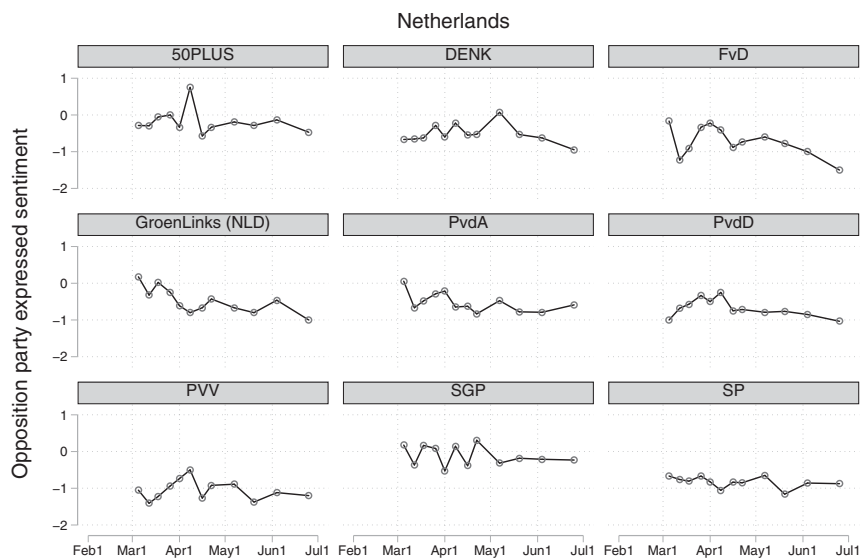 Netherlands
50PLUS DENK FvD
1
0
−1
−2
GroenLinks (NLD) PvdA PvdD
1
0
−1
−2
PVV SGP SP
1
0
−1
−2
Feb1 Mar1 Apr1 May1 Jun1 Jul1 Feb1 Mar1 Apr1 May1 Jun1 Jul1 Feb1 Mar1 Apr1 May1 Jun1 Jul1
Opposition party expressed sentiment